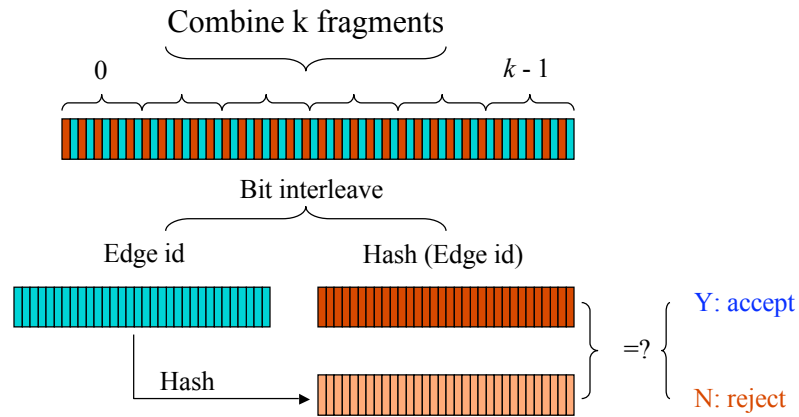 Combine k fragments
0
k - 1
Bit interleave
Edge id
Hash (Edge id)
Y: accept
=?
Hash
N: reject